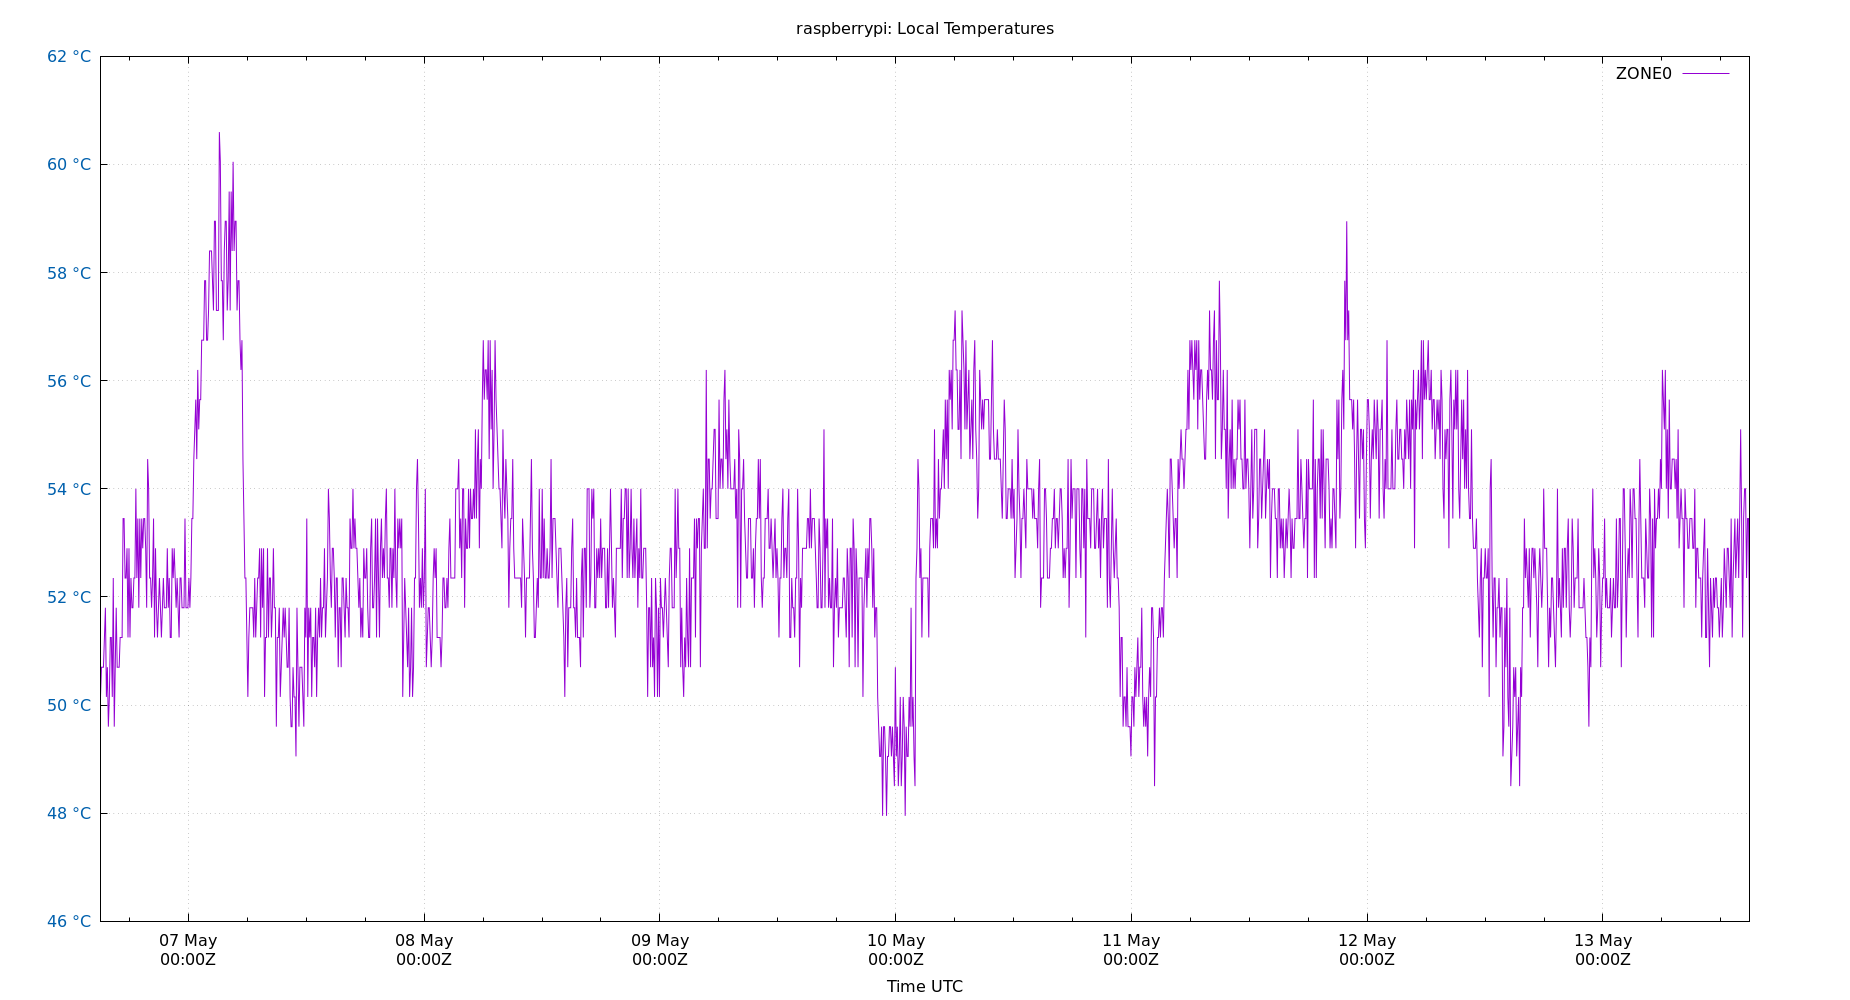 raspberrypi: Local Temperatures
62 °C
ZONE0
60 °C
58 °C
56 °C
54 °C
52 °C
50 °C
48 °C
46 °C
07 May 08 May 09 May 10 May 11 May 12 May 13 May
00:00Z 00:00Z 00:00Z 00:00Z 00:00Z 00:00Z 00:00Z
Time UTC